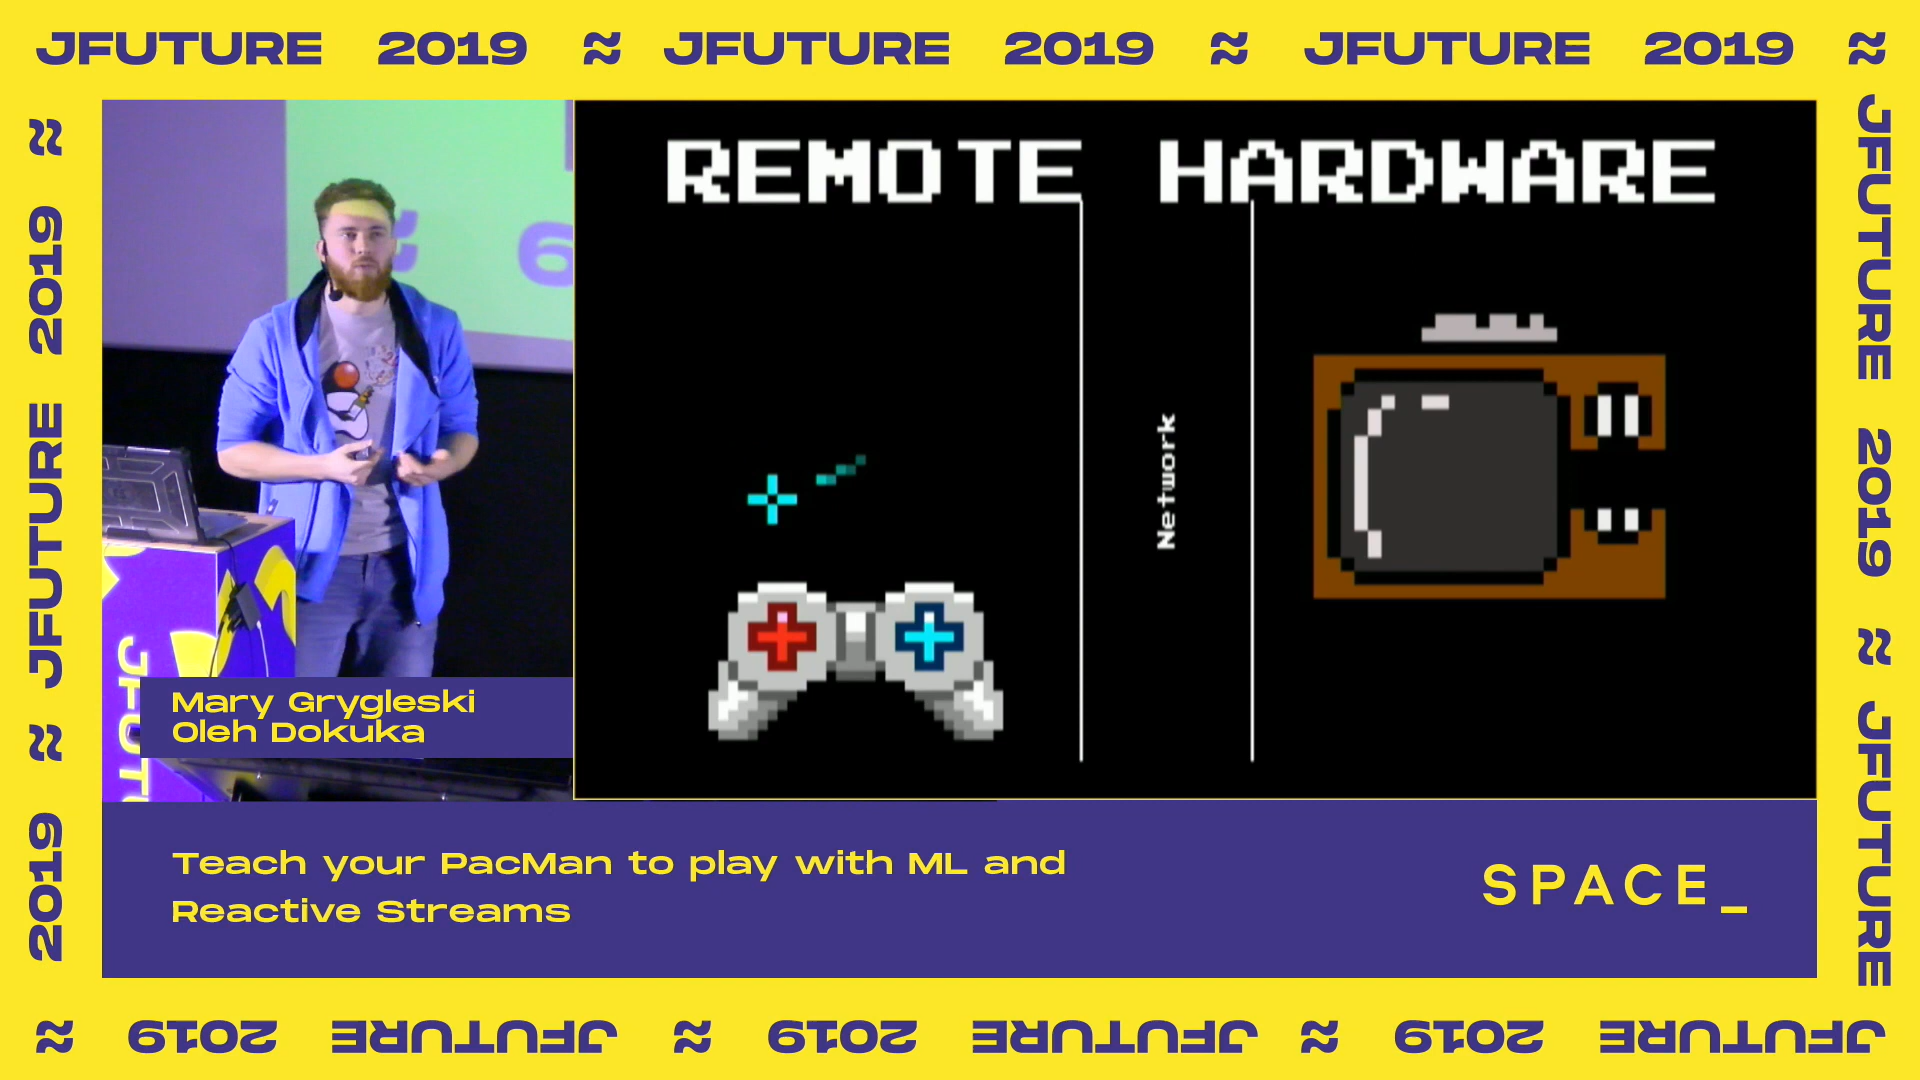 JFUTURE 2019 ≈ JFUTURE 2019 ≈ JFUTURE 2019 ≈
JFUTURE 2019 ≈ JFUTURE
2019 ≈ JFUTURE 2019 ≈
REMOTE HARDWARE
Network
Mary Grygleski
Oleh Dokuka
Teach your PacMan to play with ML and
Reactive Streams
SPACE_
JFUTURE 2019 ≈ JFUTURE 2019 ≈ JFUTURE 2019 ≈